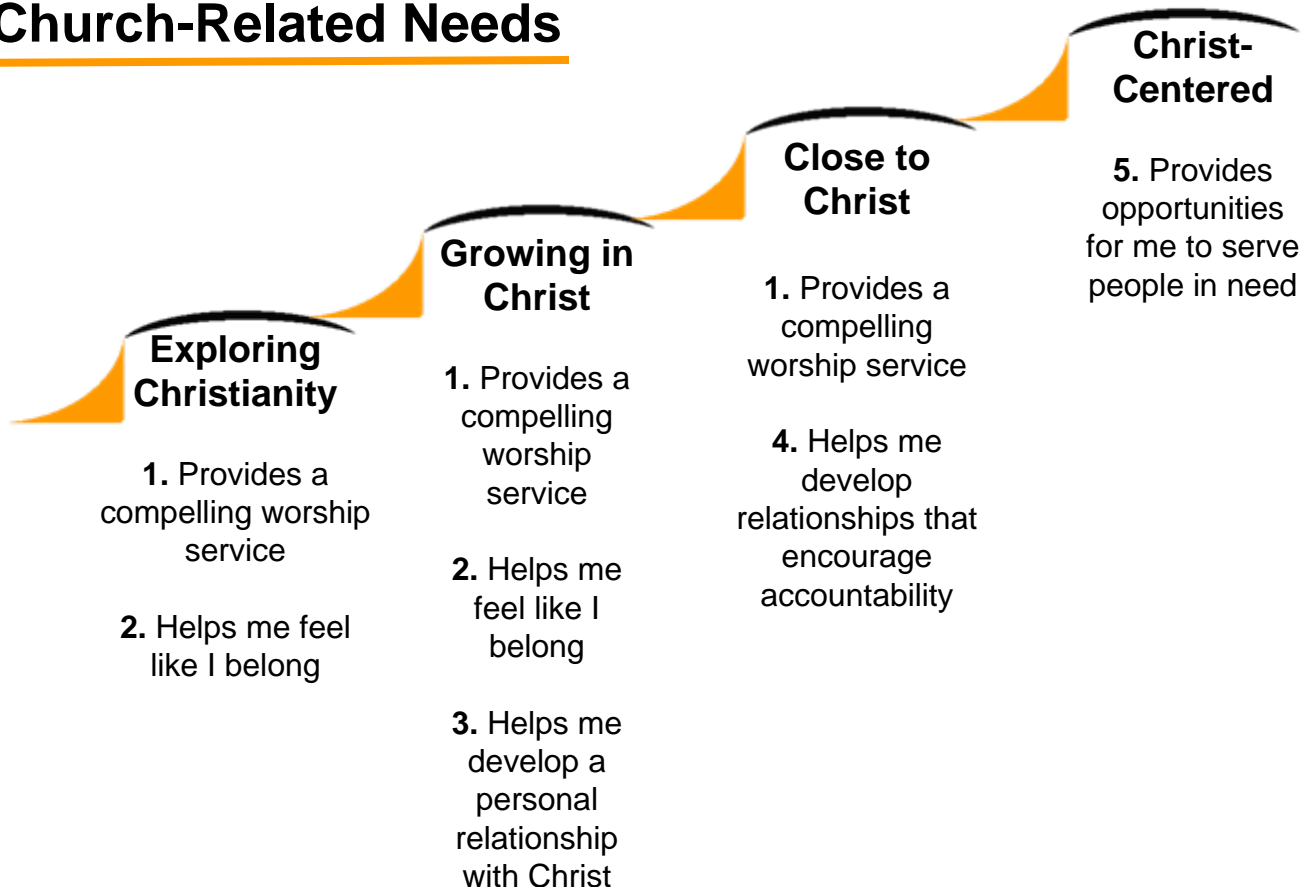 Church-Related Needs
Exploring
Christianity
1. Provides a
compelling worship
service
2. Helps me feel
like I belong
Growing in
Christ
1. Provides a
compelling
worship
service
2. Helps me
feel like I
belong
3. Helps me
develop a
personal
relationship
with Christ
Close to
Christ
1. Provides a
compelling
worship service
4. Helps me
develop
relationships that
encourage
accountability
Christ-
Centered
5. Provides
opportunities
for me to serve
people in need